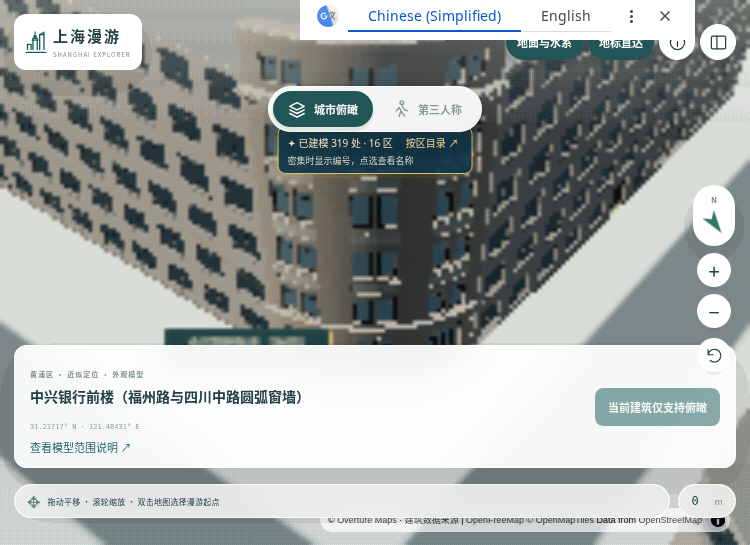 Chinese (Simplified) English
上海漫游
SHANGHAI EXPLORER
地面与水系 地标直达
城市俯瞰 第三人称
✦ 已建模 319 处 · 16 区 按区目录 ↗
密集时显示编号，点选查看名称
N
+
−
黄浦区 · 近似定位 · 外观模型
中兴银行前楼（福州路与四川中路圆弧窗墙）
当前建筑仅支持俯瞰
31.23717° N · 121.48431° E
查看模型范围说明 ↗
拖动平移 · 滚轮缩放 · 双击地图选择漫游起点
0 m
© Overture Maps · 建筑数据来源 | OpenFreeMap © OpenMapTiles Data from OpenStreetMap